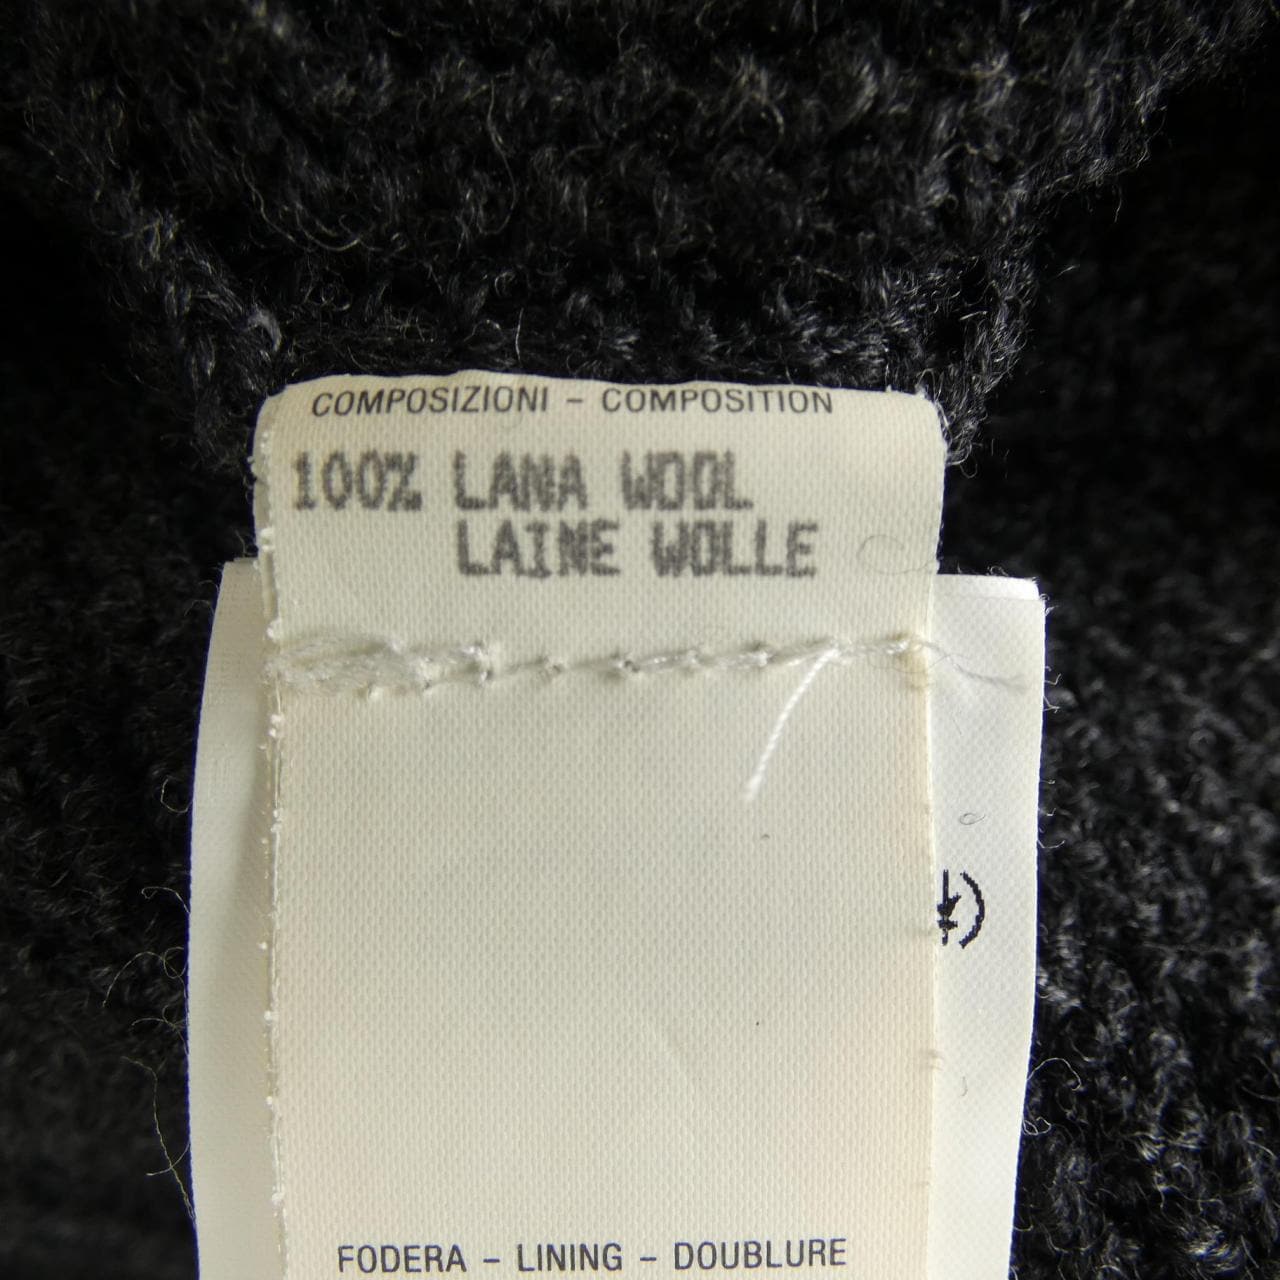 COMPOSIZIONI - COMPOSITION
100% LANA WOOL
LAINE WOLLE
FODERA - LINING - DOUBLURE